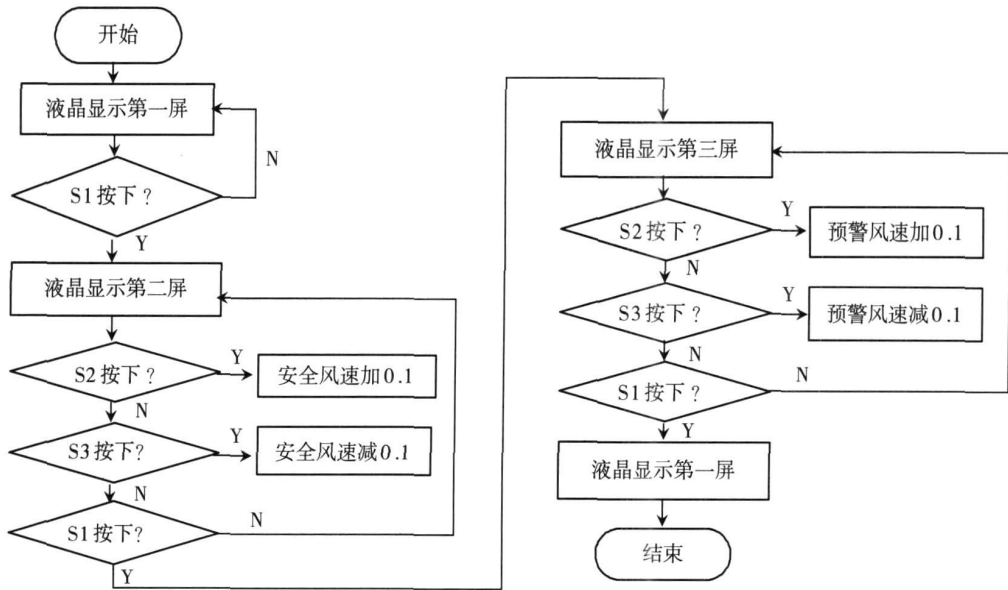 开始
液晶显示第一屏
N
S1按下?
Y
液晶显示第二屏
S2按下?
Y
安全风速加0.1
N
S3按下?
Y
安全风速减0.1
N
S1按下?
N
Y
液晶显示第三屏
S2按下?
Y
预警风速加0.1
N
S3按下?
Y
预警风速减0.1
N
S1按下?
N
Y
液晶显示第一屏
结束